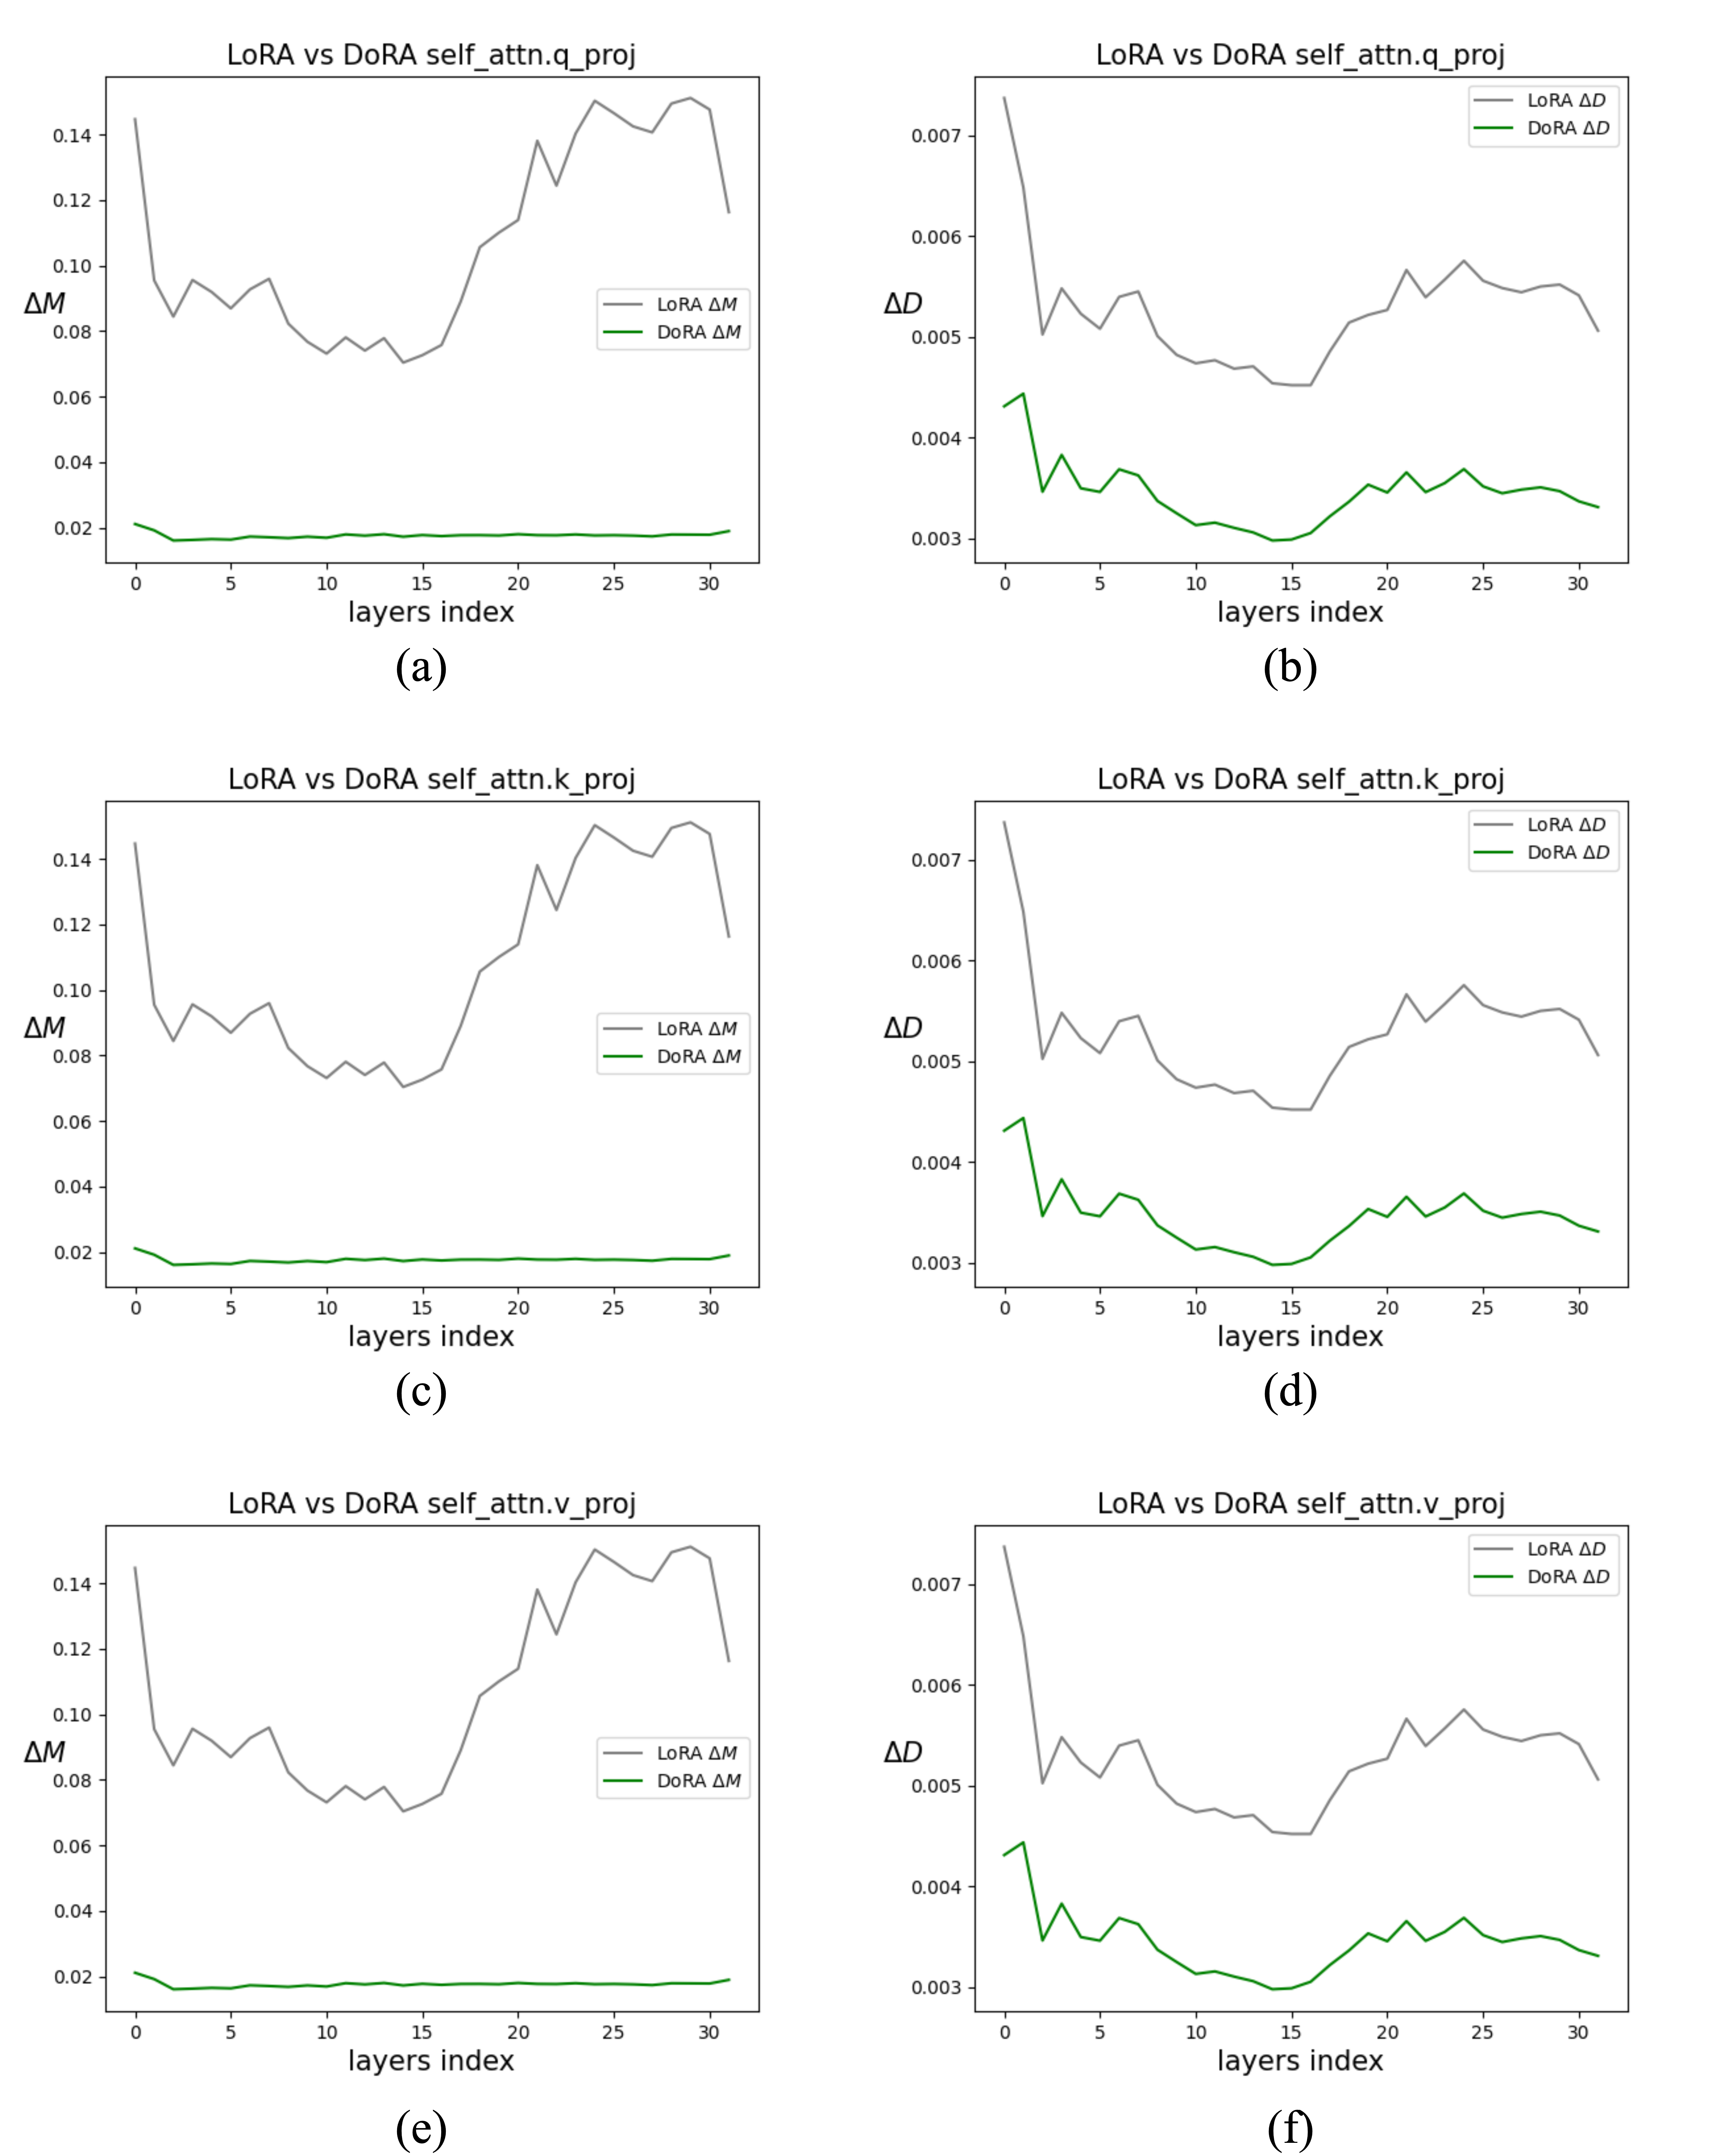 LoRA vs DoRA self_attn.q_proj
0.14
0.12
0.10
0.08
0.06
0.04
0.02
ΔM
LoRA ΔM
DoRA ΔM
0 5 10 15 20 25 30
layers index
(a)
LoRA vs DoRA self_attn.q_proj
0.007
0.006
0.005
0.004
0.003
ΔD
LoRA ΔD
DoRA ΔD
0 5 10 15 20 25 30
layers index
(b)
LoRA vs DoRA self_attn.k_proj
0.14
0.12
0.10
0.08
0.06
0.04
0.02
ΔM
LoRA ΔM
DoRA ΔM
0 5 10 15 20 25 30
layers index
(c)
LoRA vs DoRA self_attn.k_proj
0.007
0.006
0.005
0.004
0.003
ΔD
LoRA ΔD
DoRA ΔD
0 5 10 15 20 25 30
layers index
(d)
LoRA vs DoRA self_attn.v_proj
0.14
0.12
0.10
0.08
0.06
0.04
0.02
ΔM
LoRA ΔM
DoRA ΔM
0 5 10 15 20 25 30
layers index
(e)
LoRA vs DoRA self_attn.v_proj
0.007
0.006
0.005
0.004
0.003
ΔD
LoRA ΔD
DoRA ΔD
0 5 10 15 20 25 30
layers index
(f)